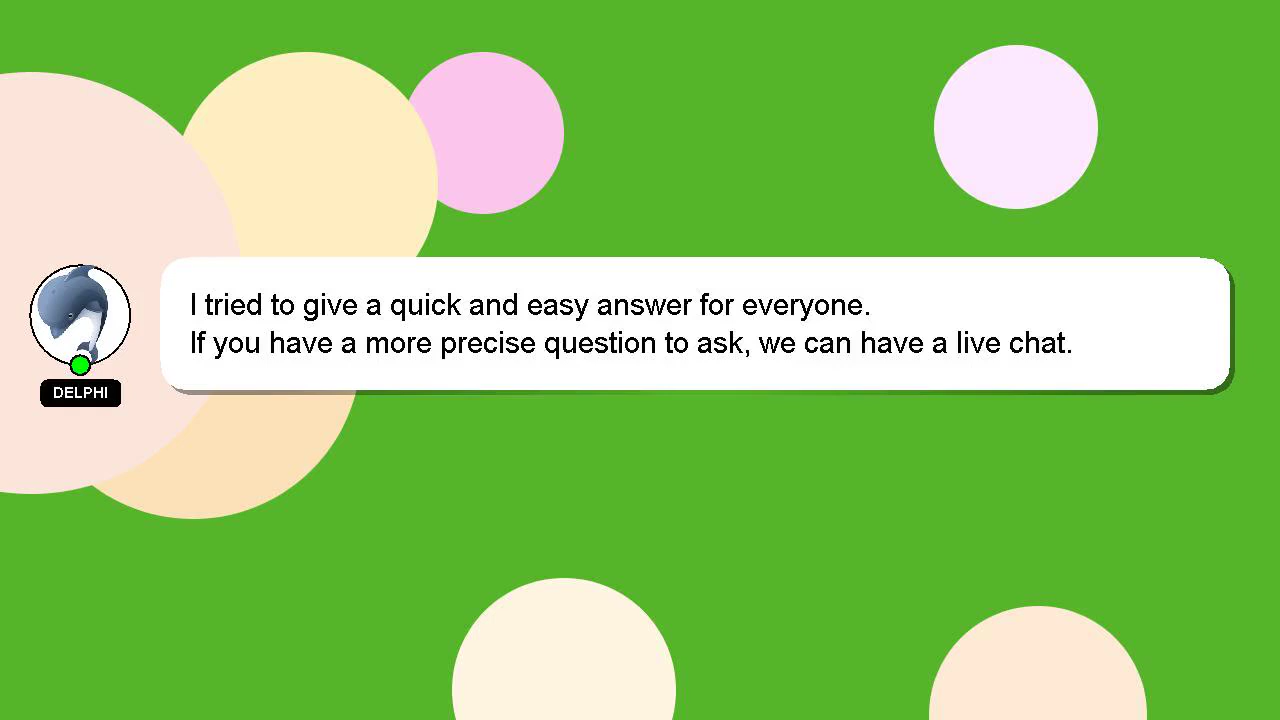 I tried to give a quick and easy answer for everyone.
If you have a more precise question to ask, we can have a live chat.
DELPHI